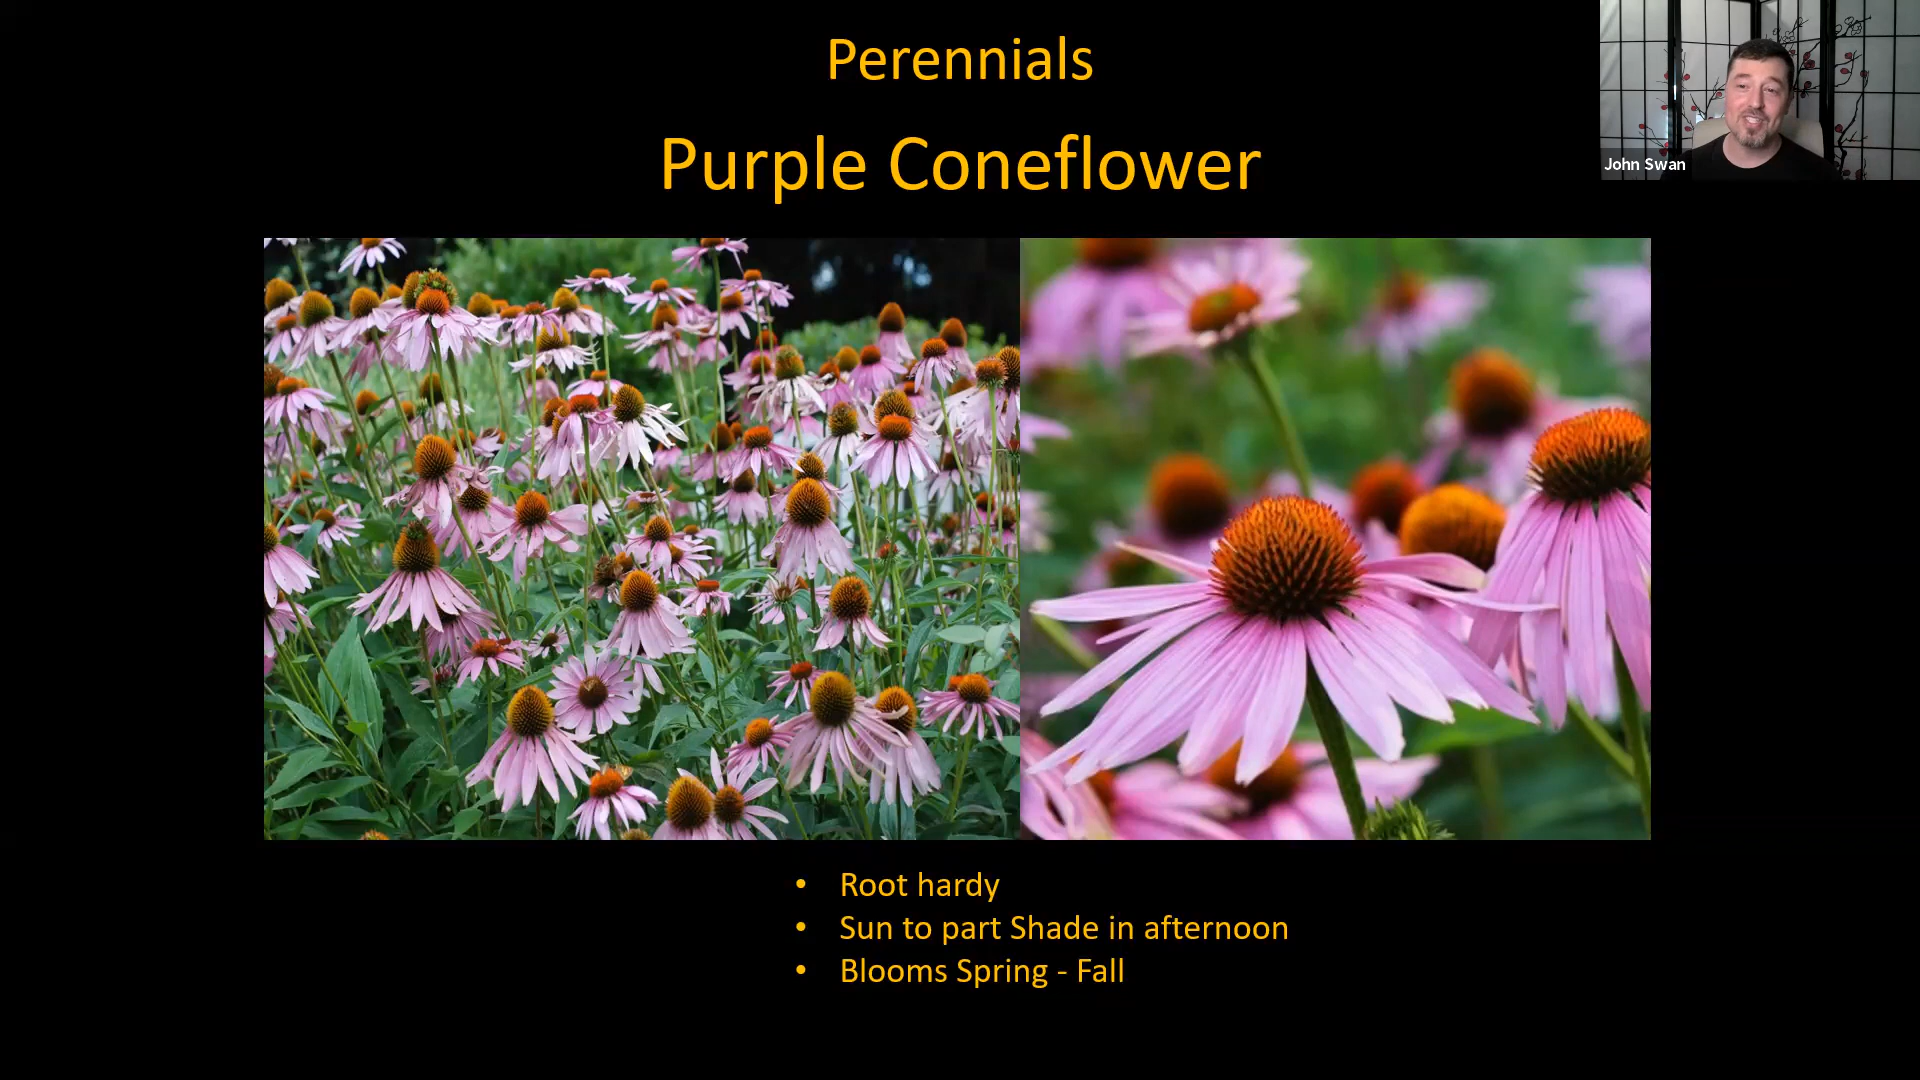 Perennials
Purple Coneflower
John Swan
• Root hardy
• Sun to part Shade in afternoon
• Blooms Spring - Fall